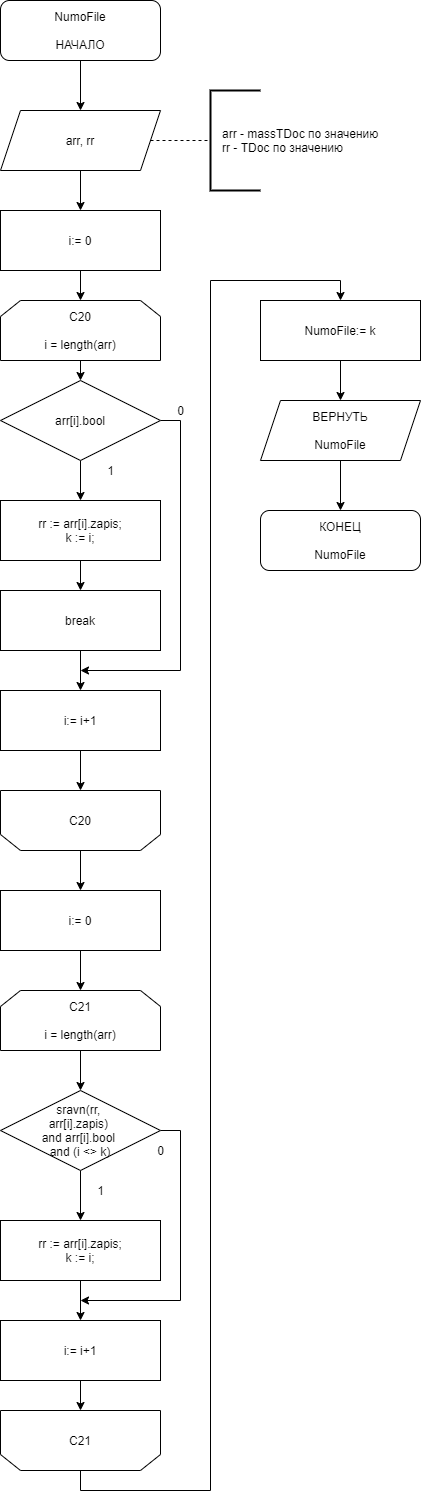 NumoFile
НАЧАЛО
arr, rr
arr - massTDoc по значению
rr - TDoc по значению
i:= 0
C20
i = length(arr)
arr[i].bool
0
1
rr := arr[i].zapis;
k := i;
break
i:= i+1
C20
i:= 0
C21
i = length(arr)
sravn(rr,
arr[i].zapis)
and arr[i].bool
and (i <> k)
0
1
rr := arr[i].zapis;
k := i;
i:= i+1
C21
NumoFile:= k
ВЕРНУТЬ
NumoFile
КОНЕЦ
NumoFile